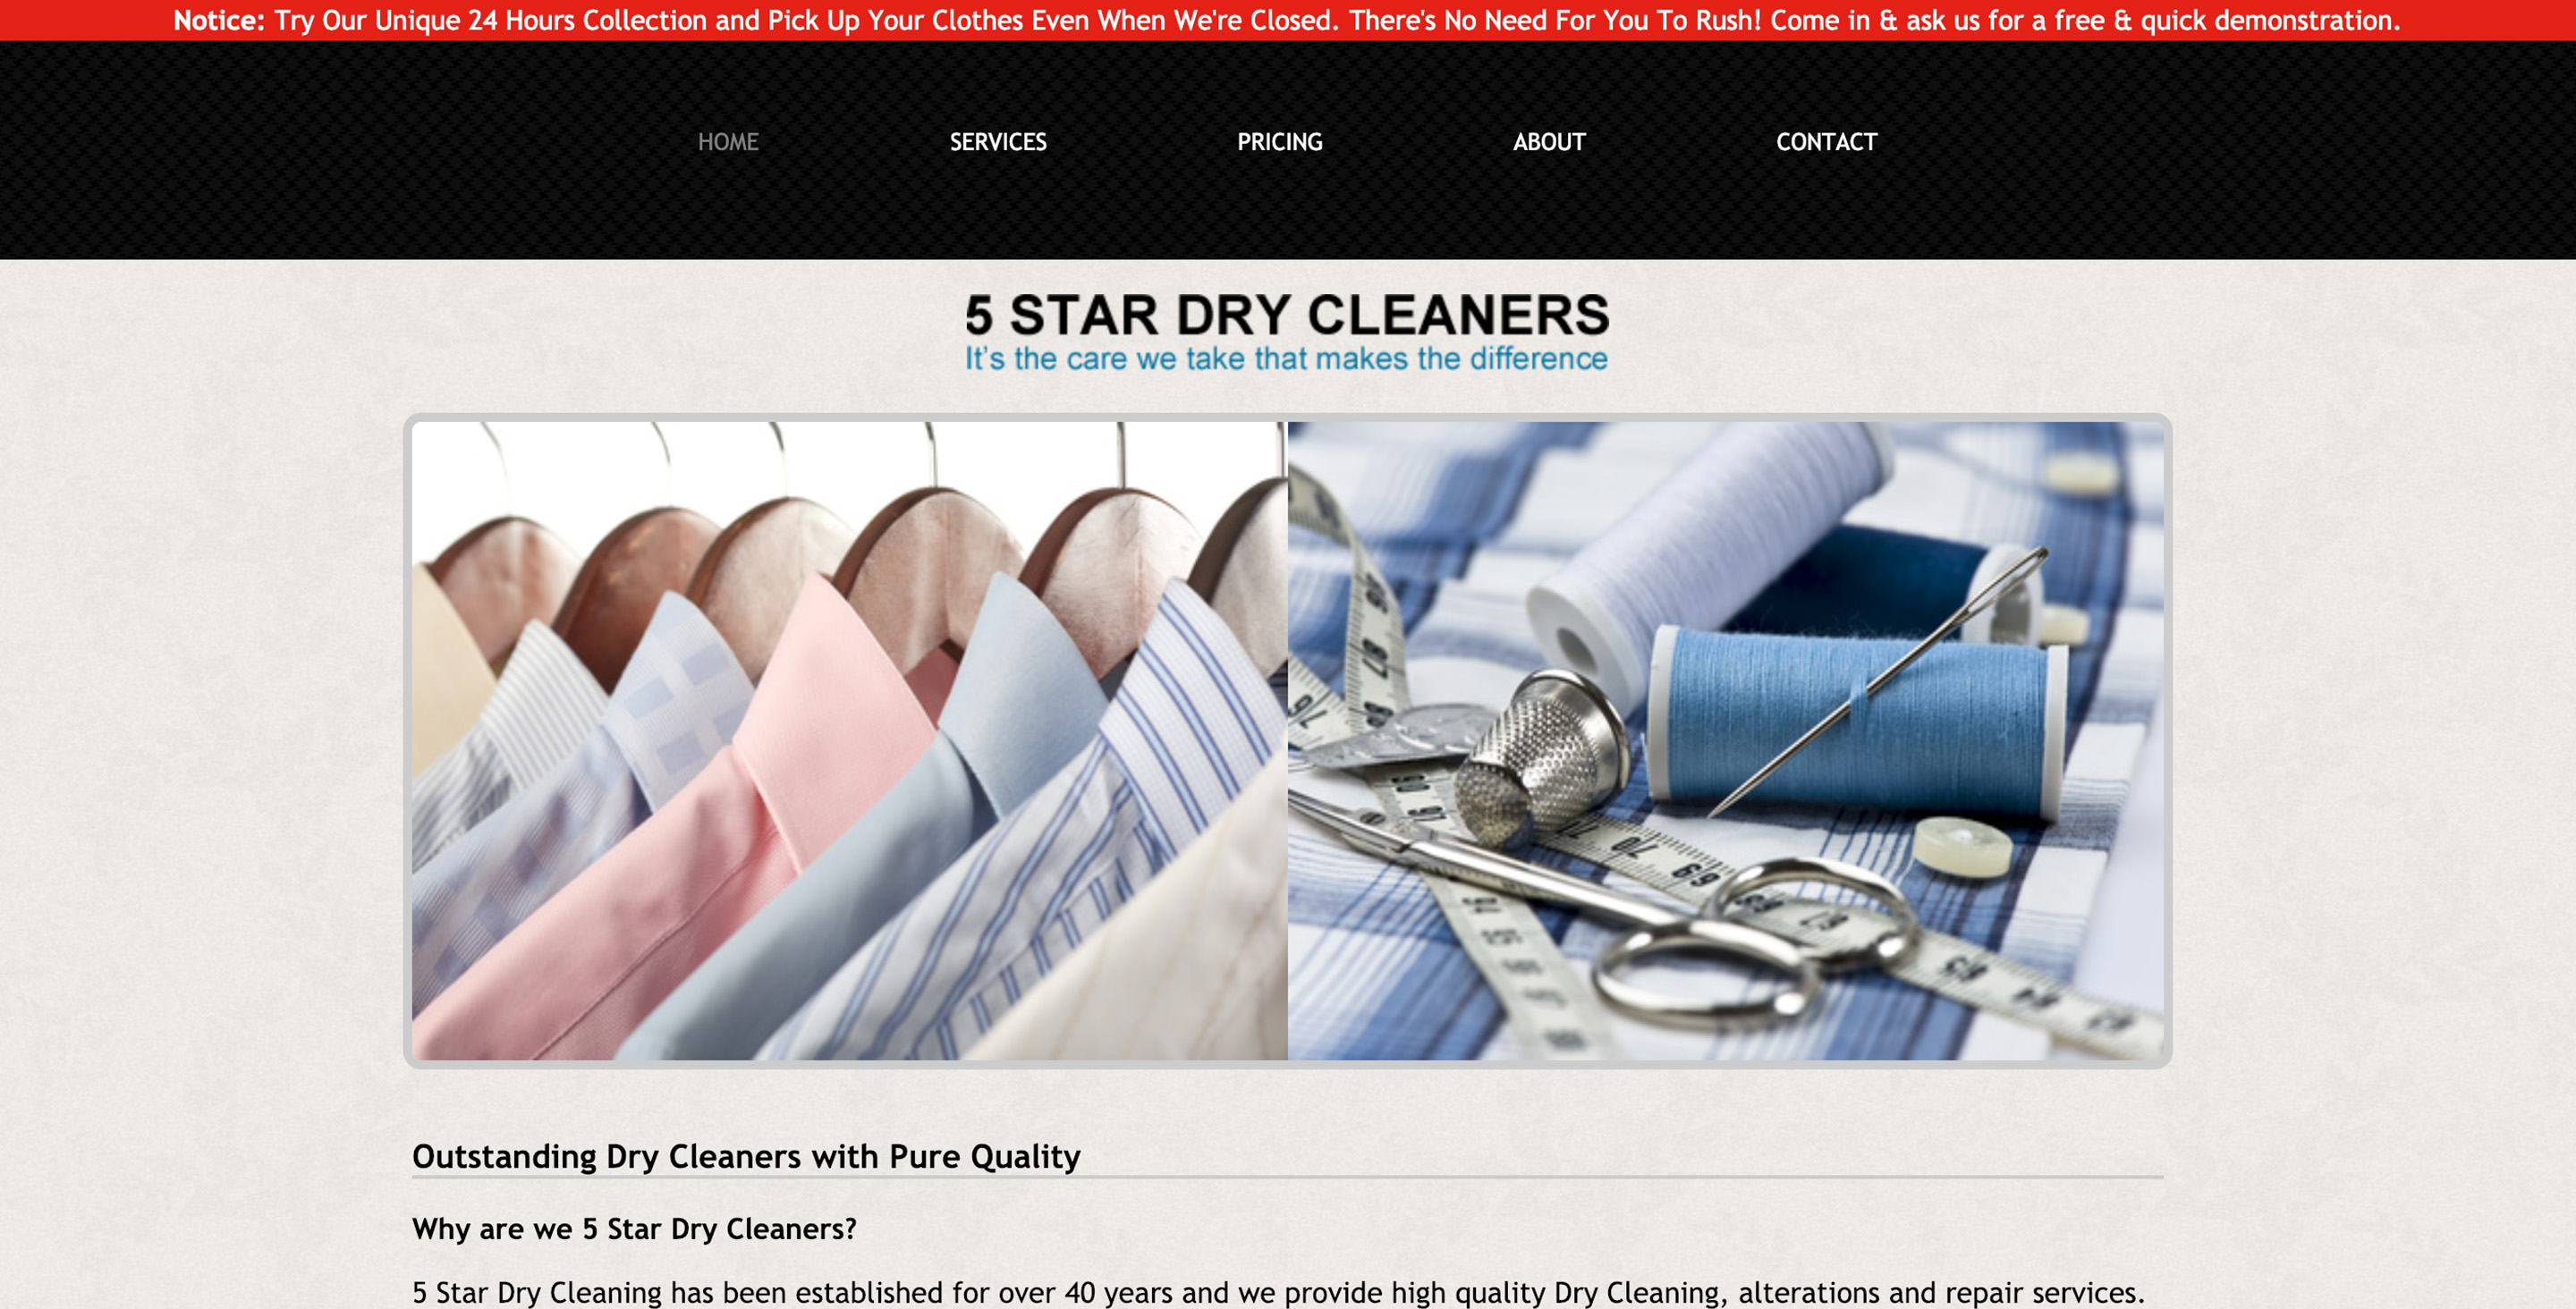 Notice: Try Our Unique 24 Hours Collection and Pick Up Your Clothes Even When We're Closed. There's No Need For You To Rush! Come in & ask us for a free & quick demonstration.
HOME SERVICES PRICING ABOUT CONTACT
5 STAR DRY CLEANERS
It's the care we take that makes the difference
Outstanding Dry Cleaners with Pure Quality
Why are we 5 Star Dry Cleaners?
5 Star Dry Cleaning has been established for over 40 years and we provide high quality Dry Cleaning, alterations and repair services.